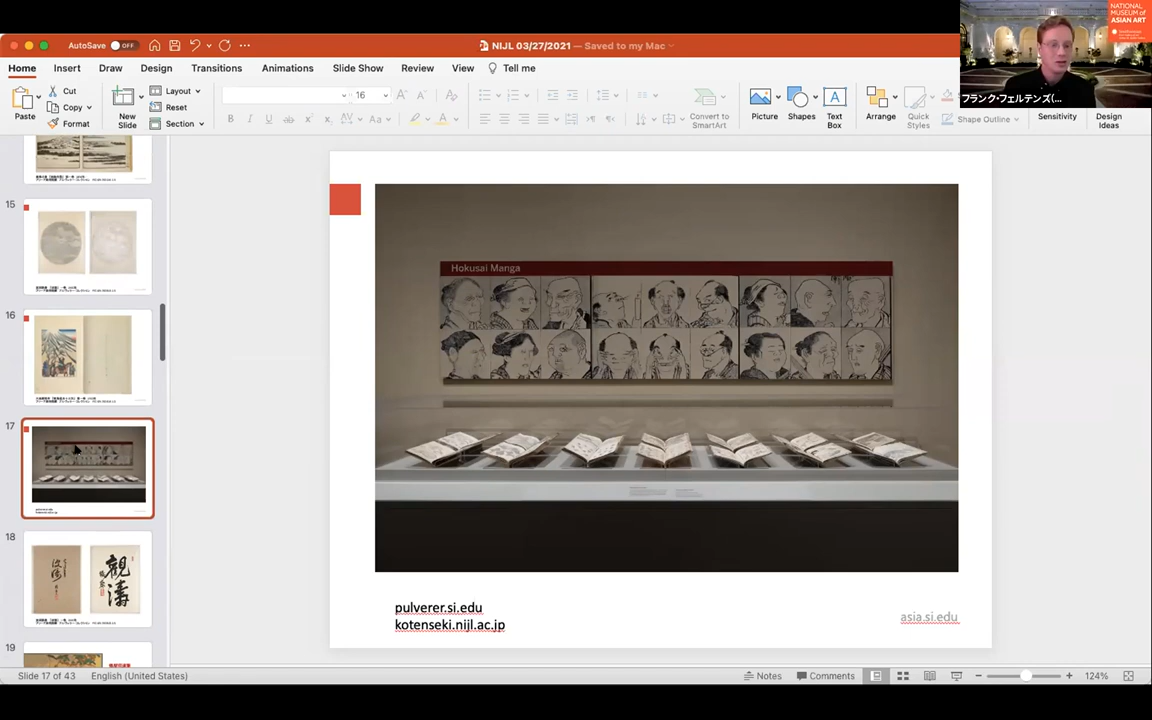 NATIONAL
MUSEUM of
ASIAN ART
Smithsonian
フランク・フェルテンズ(...
AutoSave OFF
NIJL 03/27/2021 — Saved to my Mac
Home Insert Draw Design Transitions Animations Slide Show Review View Tell me
Paste
Cut
Copy
Format
New
Slide
Layout
Reset
Section
16
Convert to
SmartArt
Picture
Shapes
Text
Box
Arrange
Quick
Styles
Shape Outline
Sensitivity
Design
Ideas
15
16
17
18
19
觀
濤
Hokusai Manga
pulverer.si.edu
kotenseki.nijl.ac.jp
asia.si.edu
Slide 17 of 43
English (United States)
Notes
Comments
124%